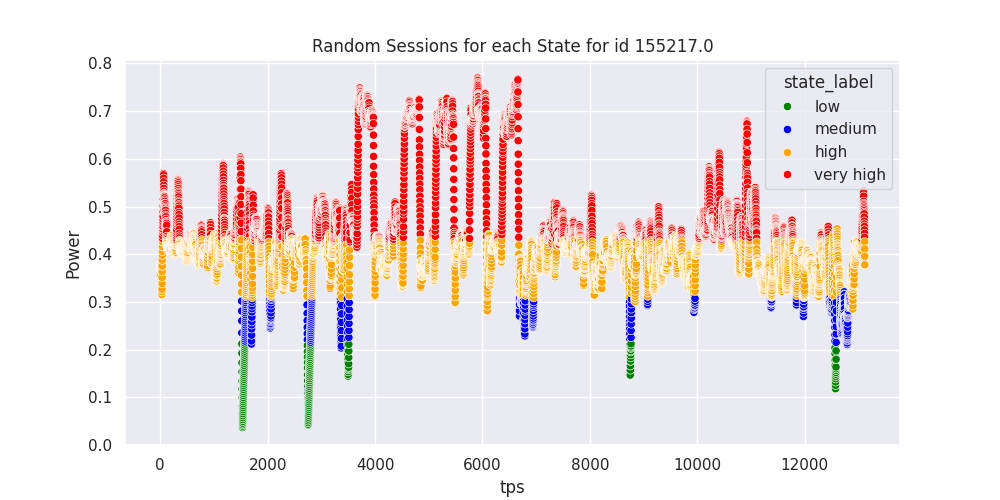 Random Sessions for each State for id 155217.0
Power
0.8
0.7
0.6
0.5
0.4
0.3
0.2
0.1
0.0
state_label
low
medium
high
very high
0 2000 4000 6000 8000 10000 12000
tps